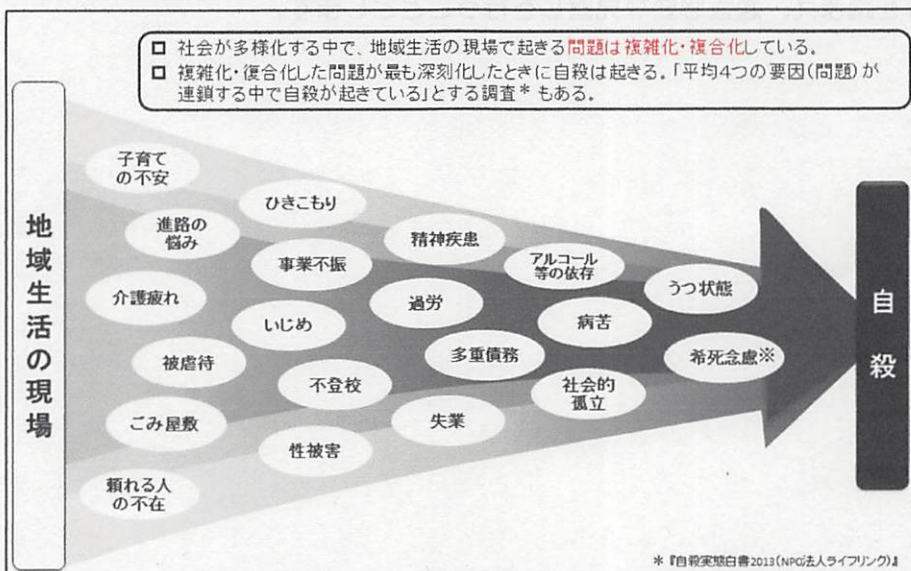 □ 社会が多様化する中で、地域生活の現場で起きる問題は複雑化・複合化している。
□ 複雑化・復合化した問題が最も深刻化したときに自殺は起きる。「平均4つの要因(問題)が
連鎖する中で自殺が起きている」とする調査* もある。
地域生活の現場
子育て
の不安
進路の
悩み
介護疲れ
被虐待
ごみ屋敷
頼れる人
の不在
ひきこもり
事業不振
いじめ
不登校
性被害
精神疾患
過労
多重債務
失業
アルコール
等の依存
病苦
社会的
孤立
うつ状態
希死念慮※
自殺
* 『自殺実態白書2013(NPO法人ライフリンク)』